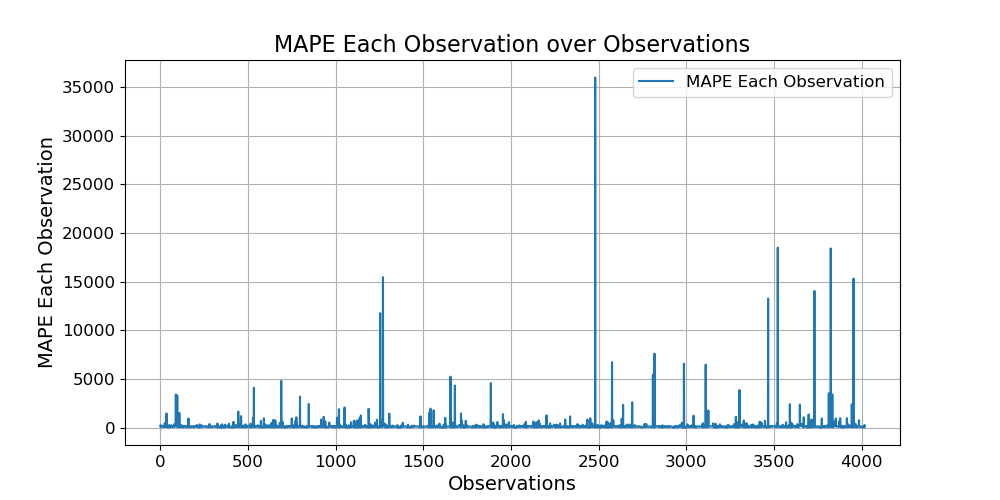 MAPE Each Observation over Observations
MAPE Each Observation
35000
30000
25000
20000
15000
10000
5000
0
MAPE Each Observation
0 500 1000 1500 2000 2500 3000 3500 4000
Observations